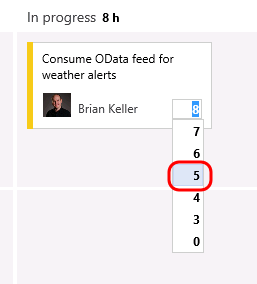 In progress 8 h
Consume OData feed for
weather alerts
Brian Keller 8
7
6
5
4
3
0